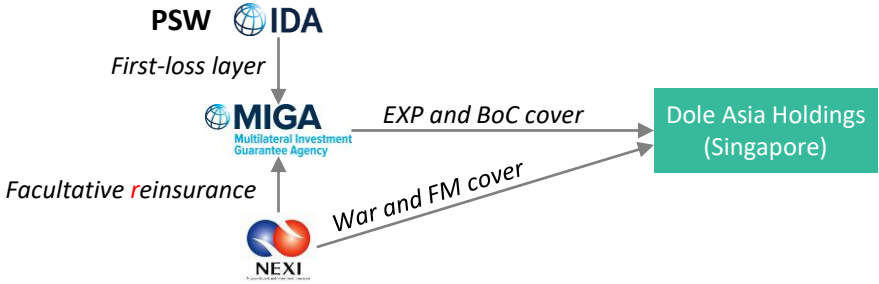 PSW IDA
First-loss layer
MIGA
Multilateral Investment
Guarantee Agency
EXP and BoC cover
Dole Asia Holdings
(Singapore)
Facultative reinsurance
War and FM cover
NEXI